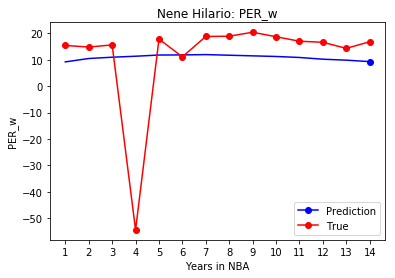 Nene Hilario: PER_w
PER_w
20
10
0
−10
−20
−30
−40
−50
Prediction
True
1 2 3 4 5 6 7 8 9 10 11 12 13 14
Years in NBA